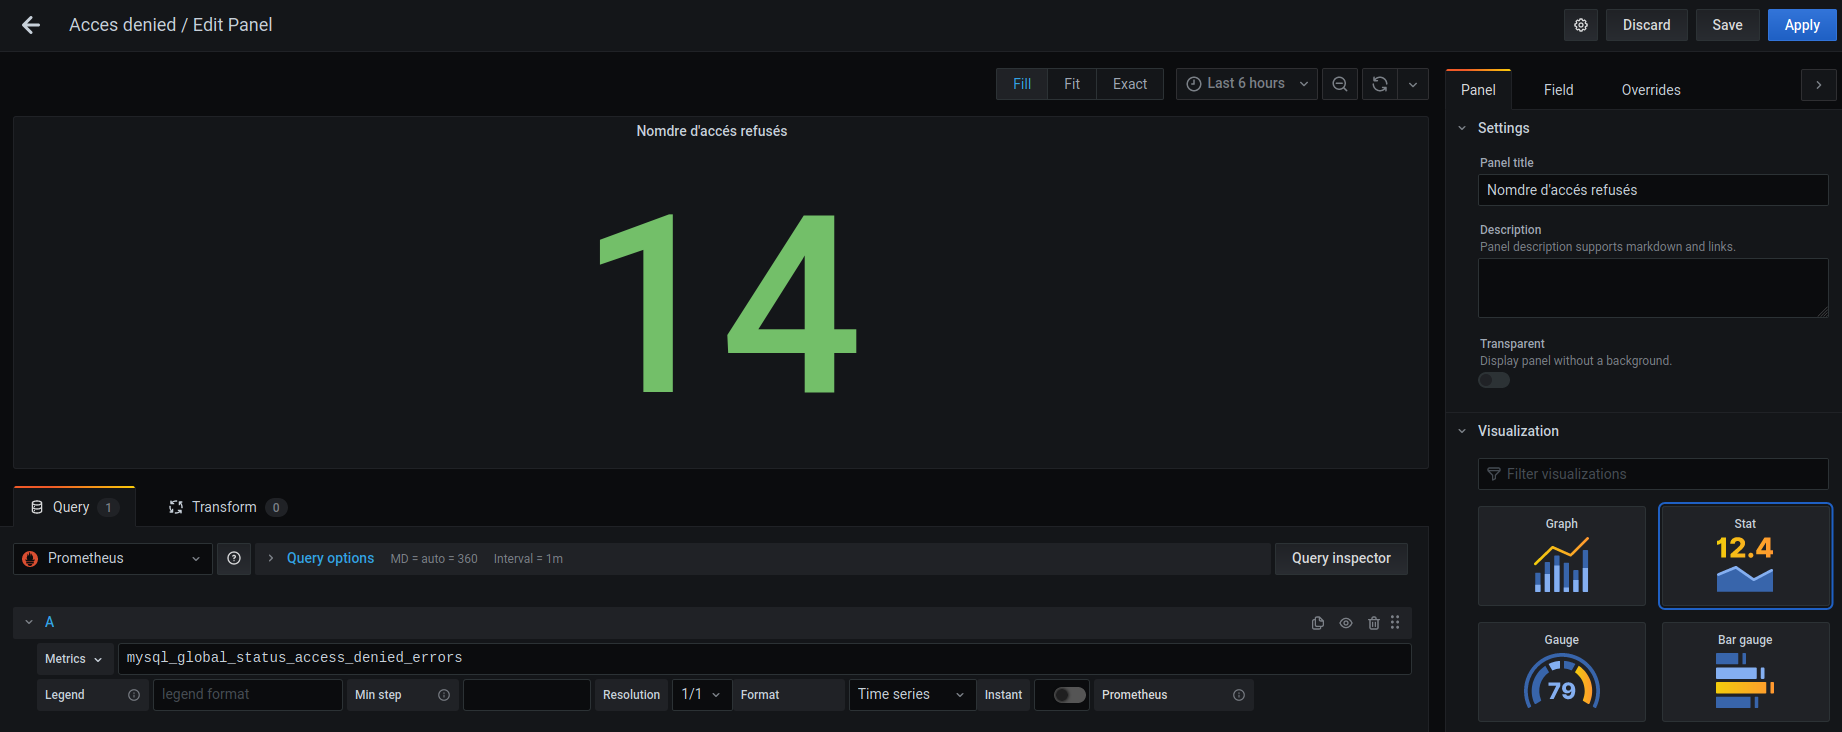 Acces denied / Edit Panel
Discard
Save
Apply
Fill
Fit
Exact
Last 6 hours
Panel
Field
Overrides
Nomdre d'accés refusés
14
Settings
Panel title
Nomdre d'accés refusés
Description
Panel description supports markdown and links.
Transparent
Display panel without a background.
Visualization
Filter visualizations
Graph
Stat
12.4
Gauge
79
Bar gauge
Query 1
Transform 0
Prometheus
Query options
MD = auto = 360
Interval = 1m
Query inspector
A
Metrics
mysql_global_status_access_denied_errors
Legend
legend format
Min step
Resolution
1/1
Format
Time series
Instant
Prometheus